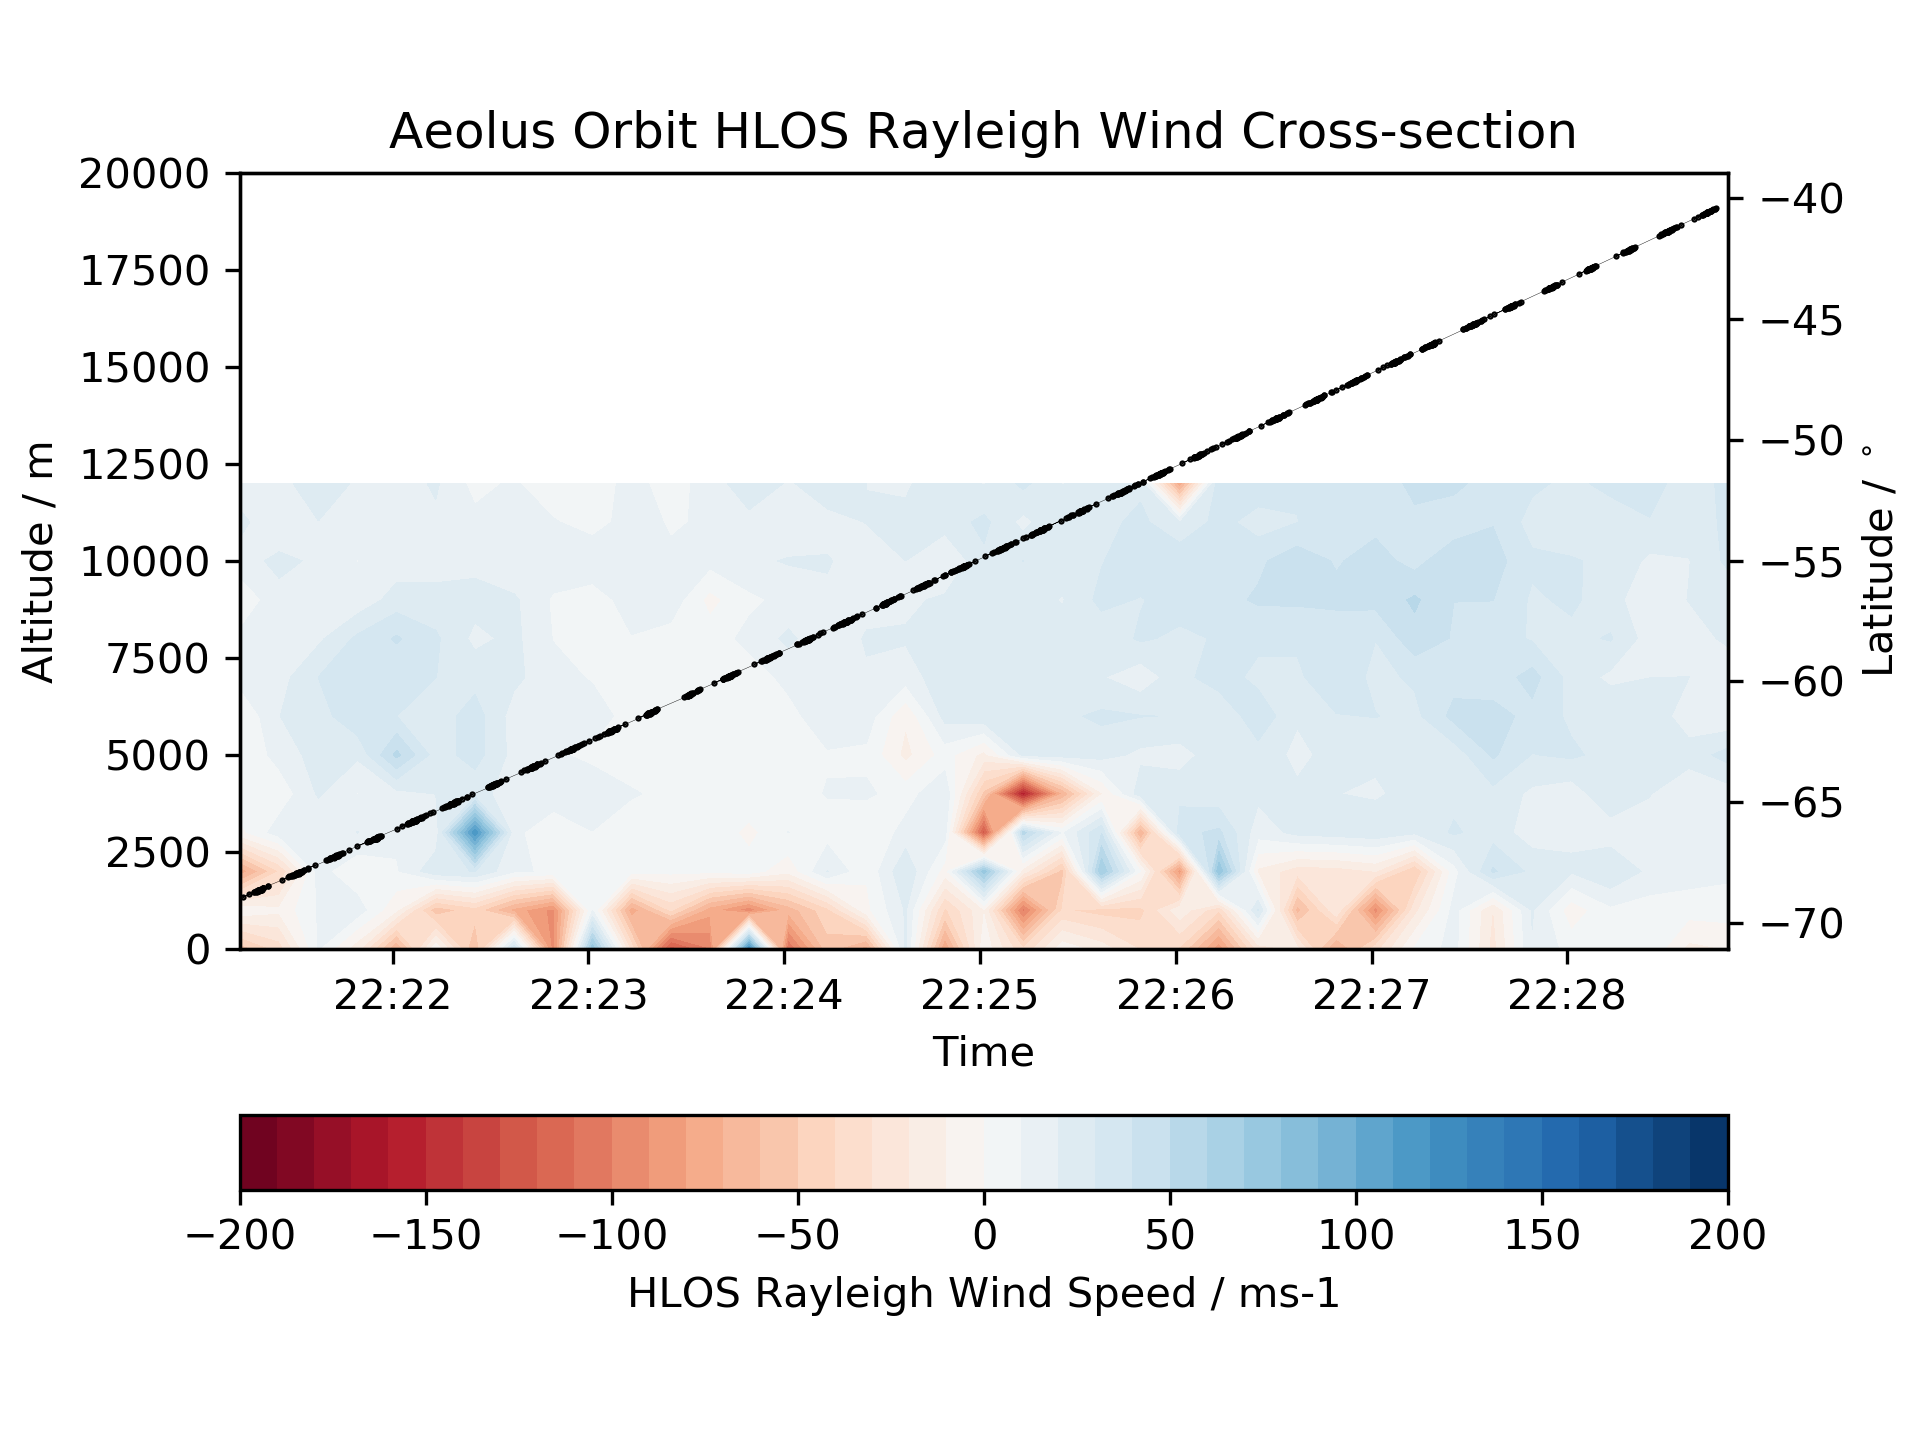 Aeolus Orbit HLOS Rayleigh Wind Cross-section
20000
17500
15000
12500
10000
7500
5000
2500
0
Altitude / m
−40
−45
−50
−55
−60
−65
−70
Latitude / °
22:22 22:23 22:24 22:25 22:26 22:27 22:28
Time
−200 −150 −100 −50 0 50 100 150 200
HLOS Rayleigh Wind Speed / ms-1